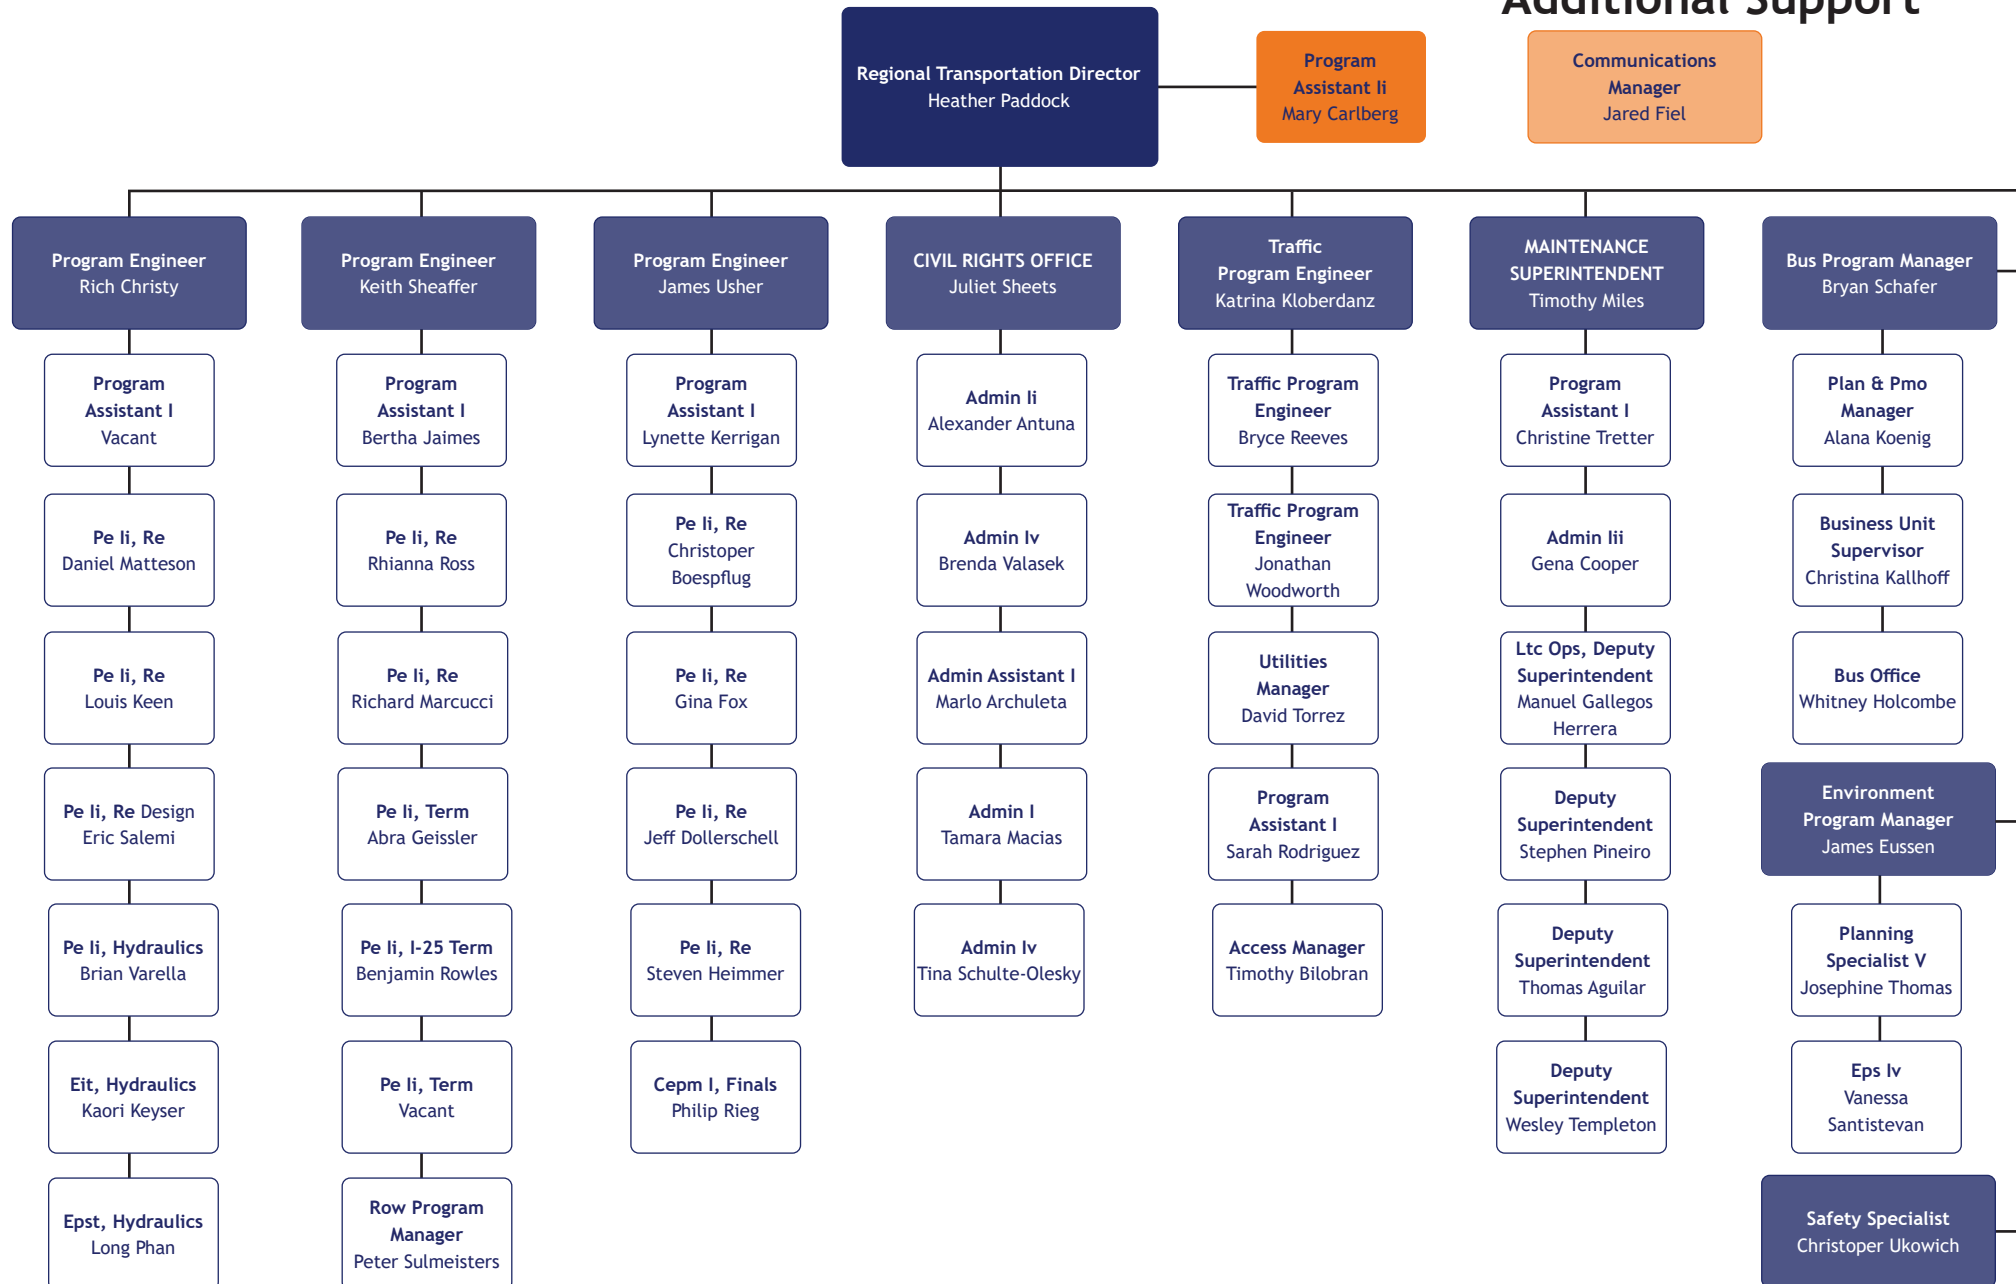 Additional Support
Regional Transportation Director
Heather Paddock
Program
Assistant Ii
Mary Carlberg
Communications
Manager
Jared Fiel
Program Engineer
Rich Christy
Program
Assistant I
Vacant
Pe Ii, Re
Daniel Matteson
Pe Ii, Re
Louis Keen
Pe Ii, Re Design
Eric Salemi
Pe Ii, Hydraulics
Brian Varella
Eit, Hydraulics
Kaori Keyser
Epst, Hydraulics
Long Phan
Program Engineer
Keith Sheaffer
Program
Assistant I
Bertha Jaimes
Pe Ii, Re
Rhianna Ross
Pe Ii, Re
Richard Marcucci
Pe Ii, Term
Abra Geissler
Pe Ii, I-25 Term
Benjamin Rowles
Pe Ii, Term
Vacant
Row Program
Manager
Peter Sulmeisters
Program Engineer
James Usher
Program
Assistant I
Lynette Kerrigan
Pe Ii, Re
Christoper
Boespflug
Pe Ii, Re
Gina Fox
Pe Ii, Re
Jeff Dollerschell
Pe Ii, Re
Steven Heimmer
Cepm I, Finals
Philip Rieg
CIVIL RIGHTS OFFICE
Juliet Sheets
Admin Ii
Alexander Antuna
Admin Iv
Brenda Valasek
Admin Assistant I
Marlo Archuleta
Admin I
Tamara Macias
Admin Iv
Tina Schulte-Olesky
Traffic
Program Engineer
Katrina Kloberdanz
Traffic Program
Engineer
Bryce Reeves
Traffic Program
Engineer
Jonathan
Woodworth
Utilities
Manager
David Torrez
Program
Assistant I
Sarah Rodriguez
Access Manager
Timothy Bilobran
MAINTENANCE
SUPERINTENDENT
Timothy Miles
Program
Assistant I
Christine Tretter
Admin Iii
Gena Cooper
Ltc Ops, Deputy
Superintendent
Manuel Gallegos
Herrera
Deputy
Superintendent
Stephen Pineiro
Deputy
Superintendent
Thomas Aguilar
Deputy
Superintendent
Wesley Templeton
Bus Program Manager
Bryan Schafer
Plan & Pmo
Manager
Alana Koenig
Business Unit
Supervisor
Christina Kallhoff
Bus Office
Whitney Holcombe
Environment
Program Manager
James Eussen
Planning
Specialist V
Josephine Thomas
Eps Iv
Vanessa
Santistevan
Safety Specialist
Christoper Ukowich